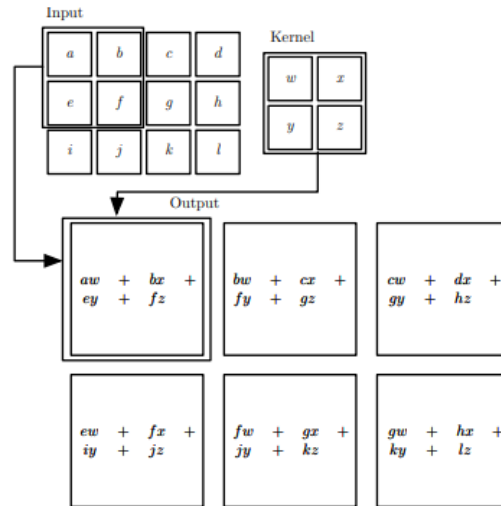 Input
a b c d
Kernel
w x
e f g h
y z
i j k l
Output
aw + bx +
ey + fz
bw + cx +
fy + gz
cw + dx +
gy + hz
ew + fx +
iy + jz
fw + gx +
jy + kz
gw + hx +
ky + lz